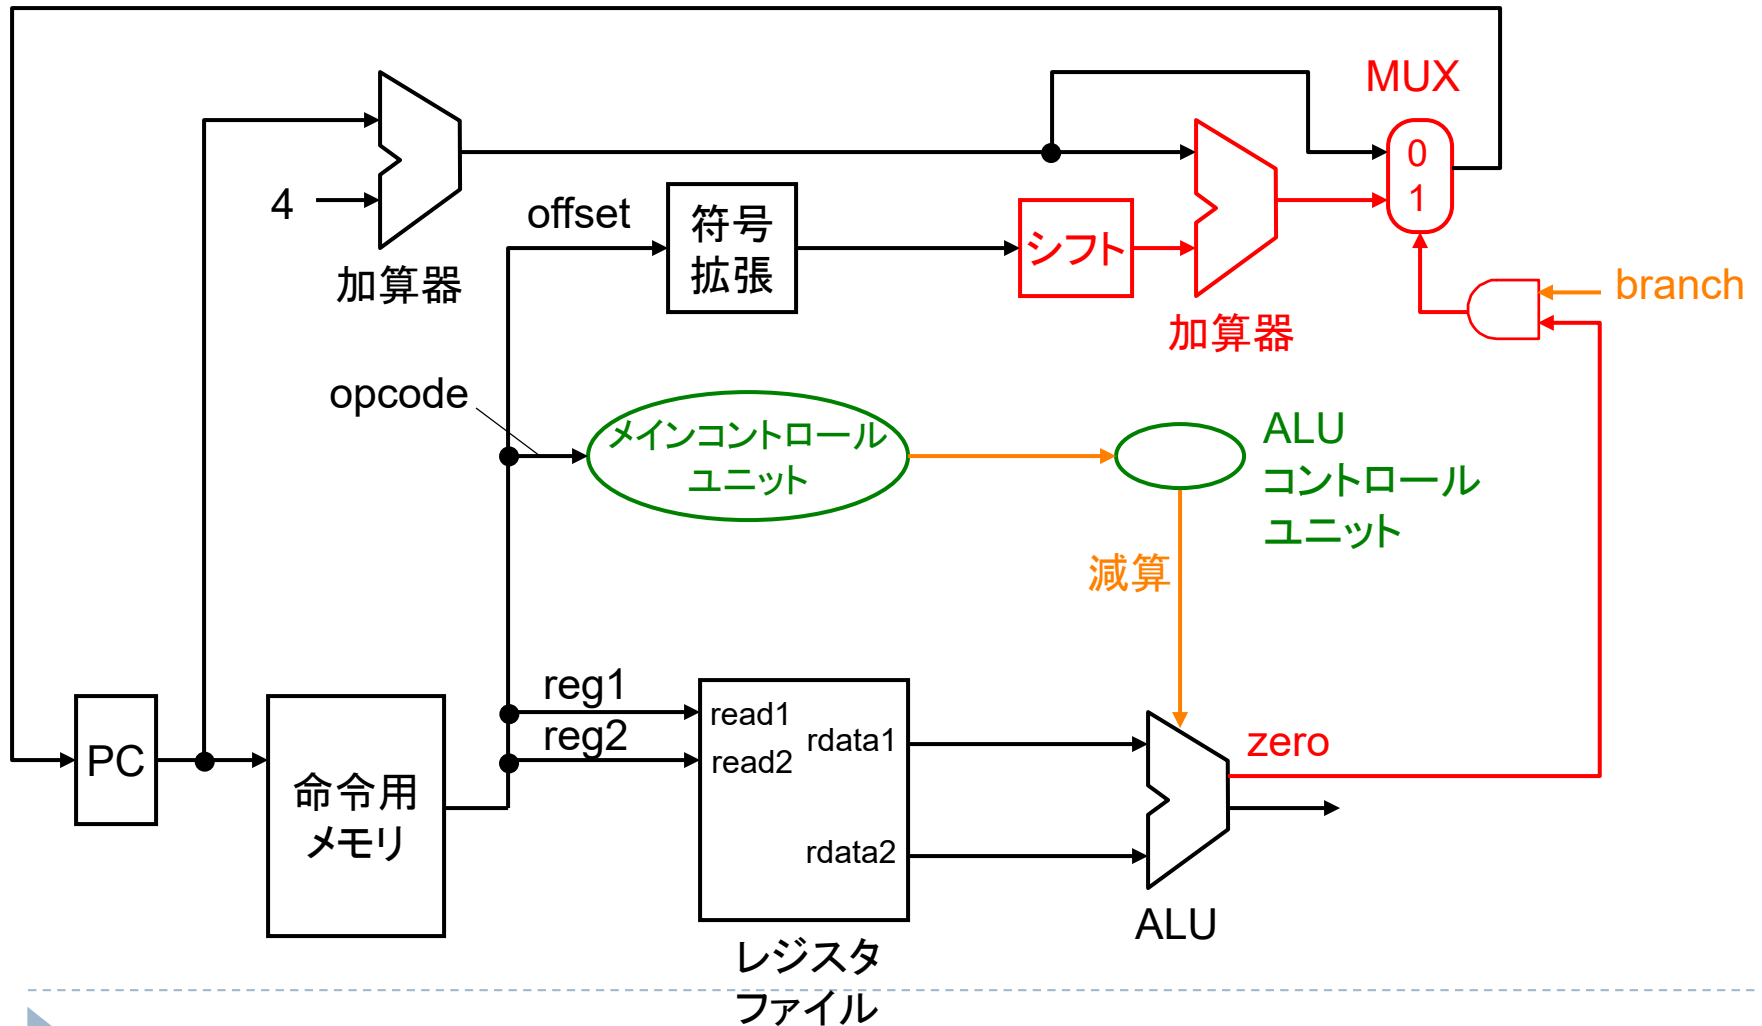 MUX
0
1
4
offset
符号
拡張
シフト
加算器
branch
加算器
opcode
メインコントロール
ユニット
ALU
コントロール
ユニット
減算
reg1
reg2
read1
read2
rdata1
rdata2
zero
PC
命令用
メモリ
ALU
レジスタ
ファイル